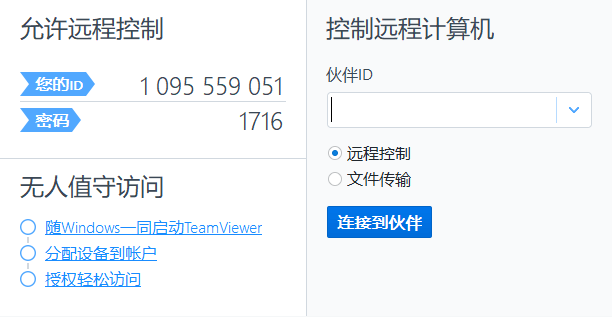 允许远程控制
您的ID 1 095 559 051
密码 1716
无人值守访问
随Windows一同启动TeamViewer
分配设备到帐户
授权轻松访问
控制远程计算机
伙伴ID
远程控制
文件传输
连接到伙伴